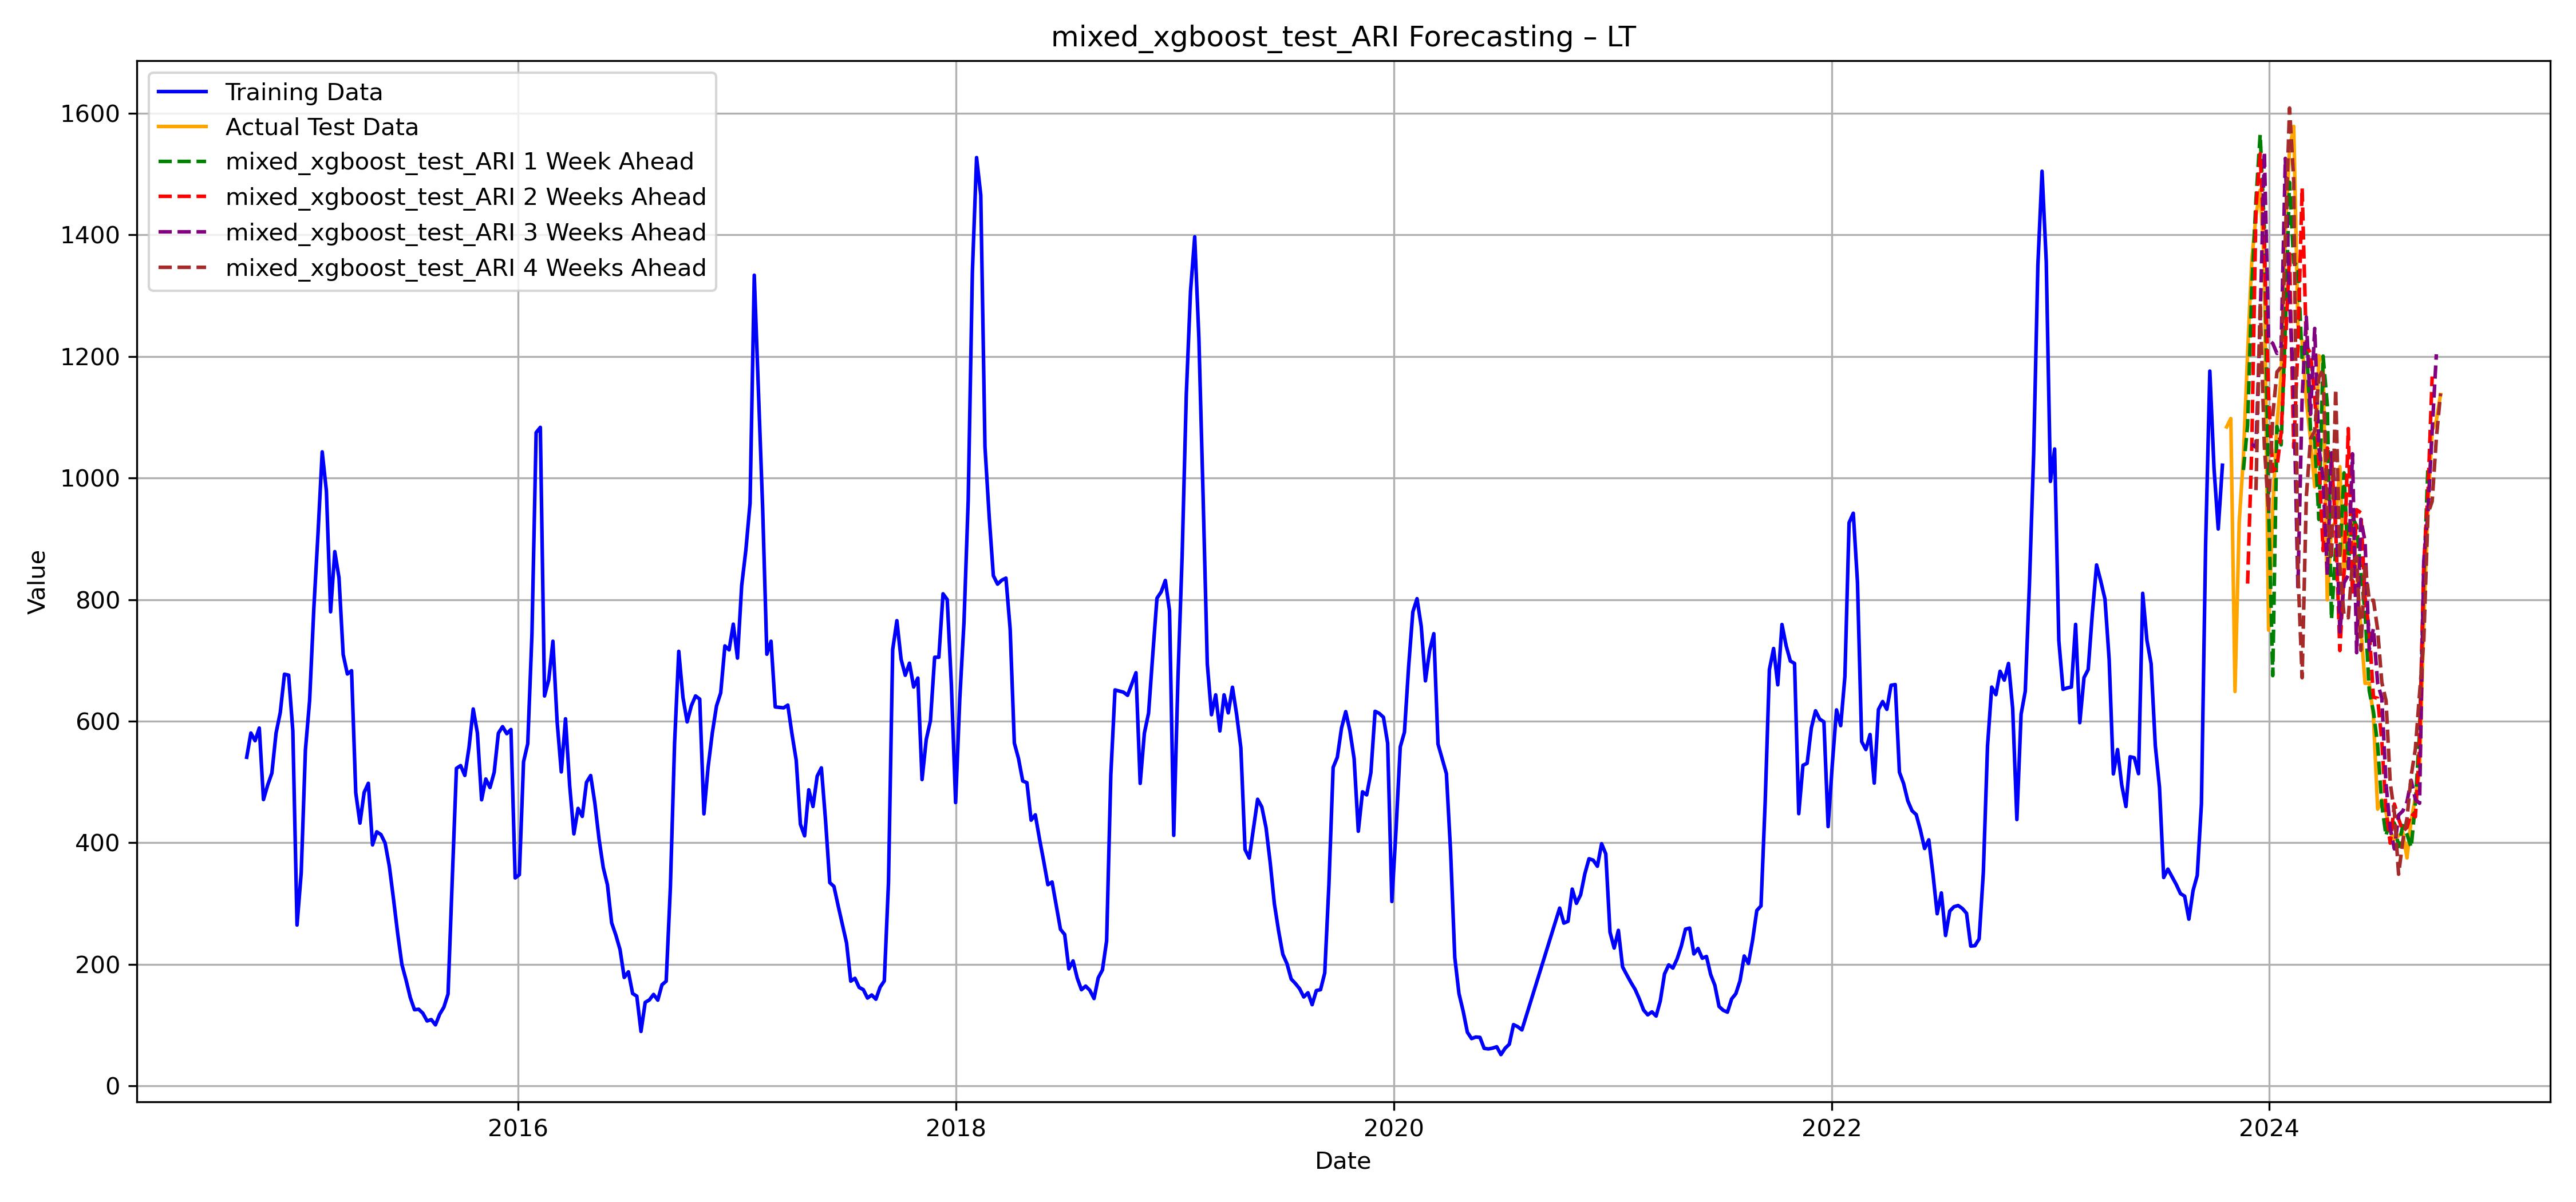 mixed_xgboost_test_ARI Forecasting – LT
Training Data
Actual Test Data
mixed_xgboost_test_ARI 1 Week Ahead
mixed_xgboost_test_ARI 2 Weeks Ahead
mixed_xgboost_test_ARI 3 Weeks Ahead
mixed_xgboost_test_ARI 4 Weeks Ahead
1600
1400
1200
1000
800
600
400
200
0
Value
2016
2018
2020
2022
2024
Date